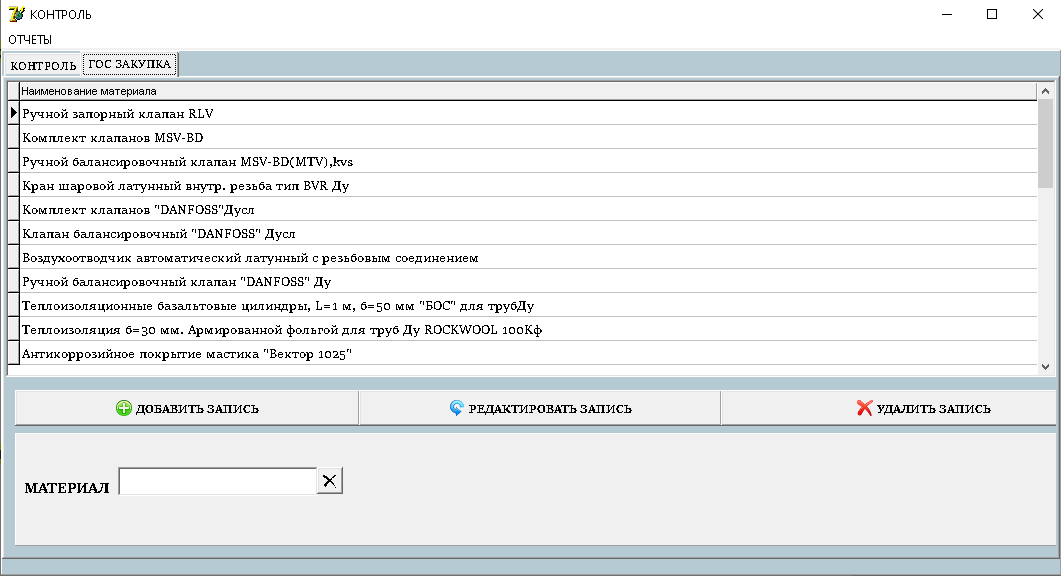 КОНТРОЛЬ
ОТЧЕТЫ
КОНТРОЛЬ ГОС ЗАКУПКА
Наименование материала
Ручной запорный клапан RLV
Комплект клапанов MSV-BD
Ручной балансировочный клапан MSV-BD(MTV),kvs
Кран шаровой латунный внутр. резьба тип BVR Ду
Комплект клапанов "DANFOSS"Дусл
Клапан балансировочный "DANFOSS" Дусл
Воздухоотводчик автоматический латунный с резьбовым соединением
Ручной балансировочный клапан "DANFOSS" Ду
Теплоизоляционные базальтовые цилиндры, L=1 м, б=50 мм "БОС" для трубДу
Теплоизоляция б=30 мм. Армированной фольгой для труб Ду ROCKWOOL 100Кф
Антикоррозийное покрытие мастика "Вектор 1025"
ДОБАВИТЬ ЗАПИСЬ РЕДАКТИРОВАТЬ ЗАПИСЬ УДАЛИТЬ ЗАПИСЬ
МАТЕРИАЛ